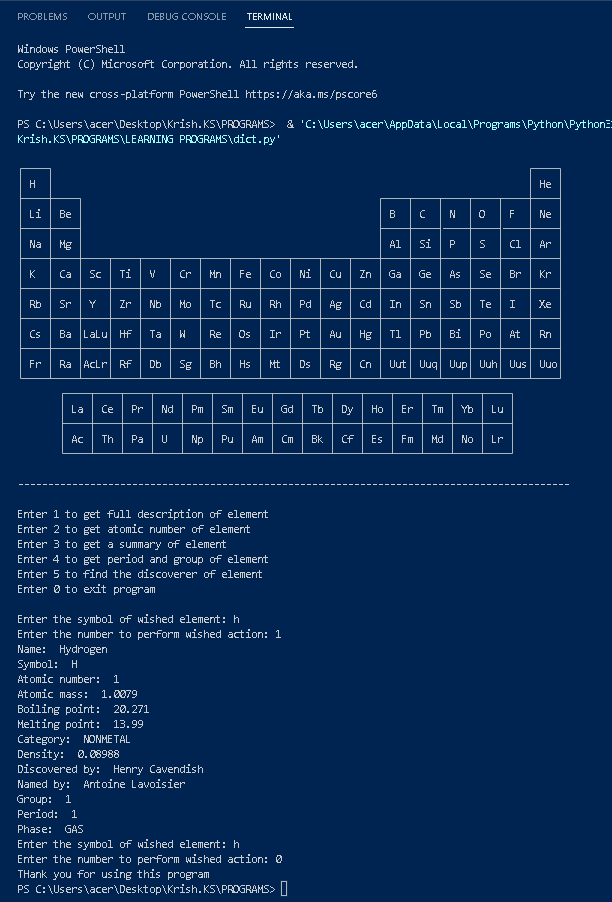 PROBLEMS OUTPUT DEBUG CONSOLE TERMINAL
Windows PowerShell
Copyright (C) Microsoft Corporation. All rights reserved.
Try the new cross-platform PowerShell https://aka.ms/pscore6
PS C:\Users\acer\Desktop\Krish.KS\PROGRAMS> & 'C:\Users\acer\AppData\Local\Programs\Python\Python3
Krish.KS\PROGRAMS\LEARNING PROGRAMS\dict.py'
H He
Li Be B C N O F Ne
Na Mg Al Si P S Cl Ar
K Ca Sc Ti V Cr Mn Fe Co Ni Cu Zn Ga Ge As Se Br Kr
Rb Sr Y Zr Nb Mo Tc Ru Rh Pd Ag Cd In Sn Sb Te I Xe
Cs Ba LaLu Hf Ta W Re Os Ir Pt Au Hg Tl Pb Bi Po At Rn
Fr Ra AcLr Rf Db Sg Bh Hs Mt Ds Rg Cn Uut Uuq Uup Uuh Uus Uuo
La Ce Pr Nd Pm Sm Eu Gd Tb Dy Ho Er Tm Yb Lu
Ac Th Pa U Np Pu Am Cm Bk Cf Es Fm Md No Lr
--------------------------------------------------------------------------------------------
Enter 1 to get full description of element
Enter 2 to get atomic number of element
Enter 3 to get a summary of element
Enter 4 to get period and group of element
Enter 5 to find the discoverer of element
Enter 0 to exit program
Enter the symbol of wished element: h
Enter the number to perform wished action: 1
Name: Hydrogen
Symbol: H
Atomic number: 1
Atomic mass: 1.0079
Boiling point: 20.271
Melting point: 13.99
Category: NONMETAL
Density: 0.08988
Discovered by: Henry Cavendish
Named by: Antoine Lavoisier
Group: 1
Period: 1
Phase: GAS
Enter the symbol of wished element: h
Enter the number to perform wished action: 0
THank you for using this program
PS C:\Users\acer\Desktop\Krish.KS\PROGRAMS>